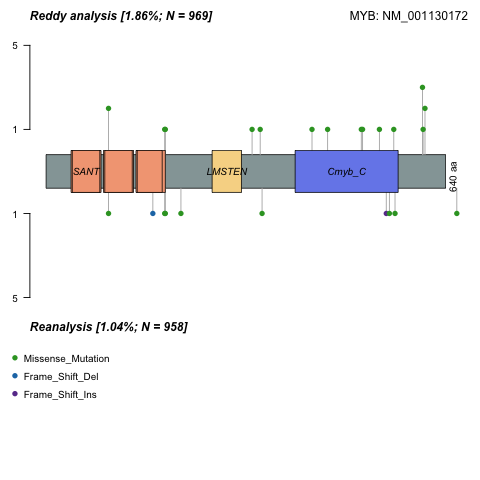 Reddy analysis [1.86%; N = 969]
MYB: NM_001130172
5
1
SANT
LMSTEN
Cmyb_C
640 aa
1
5
Reanalysis [1.04%; N = 958]
Missense_Mutation
Frame_Shift_Del
Frame_Shift_Ins